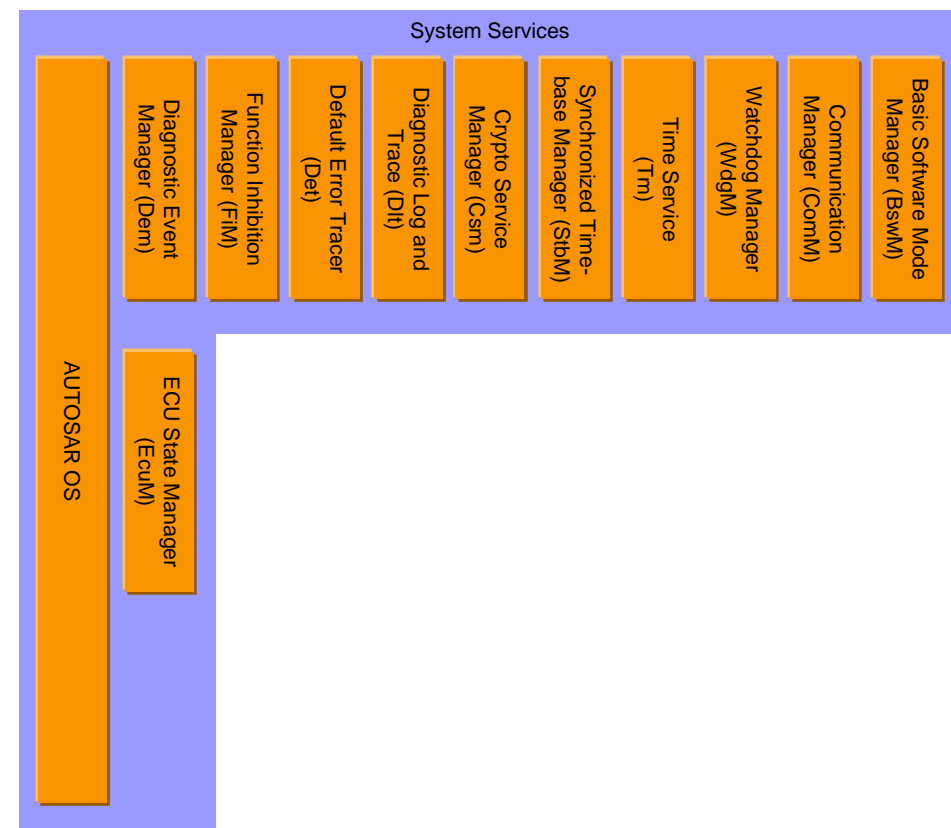 System Services
AUTOSAR OS
Diagnostic Event
Manager (Dem)
Function Inhibition
Manager (FiM)
Default Error Tracer
(Det)
Diagnostic Log and
Trace (Dlt)
Crypto Service
Manager (Csm)
Synchronized Time-
base Manager (StbM)
Time Service
(Tm)
Watchdog Manager
(WdgM)
Communication
Manager (ComM)
Basic Software Mode
Manager (BswM)
ECU State Manager
(EcuM)